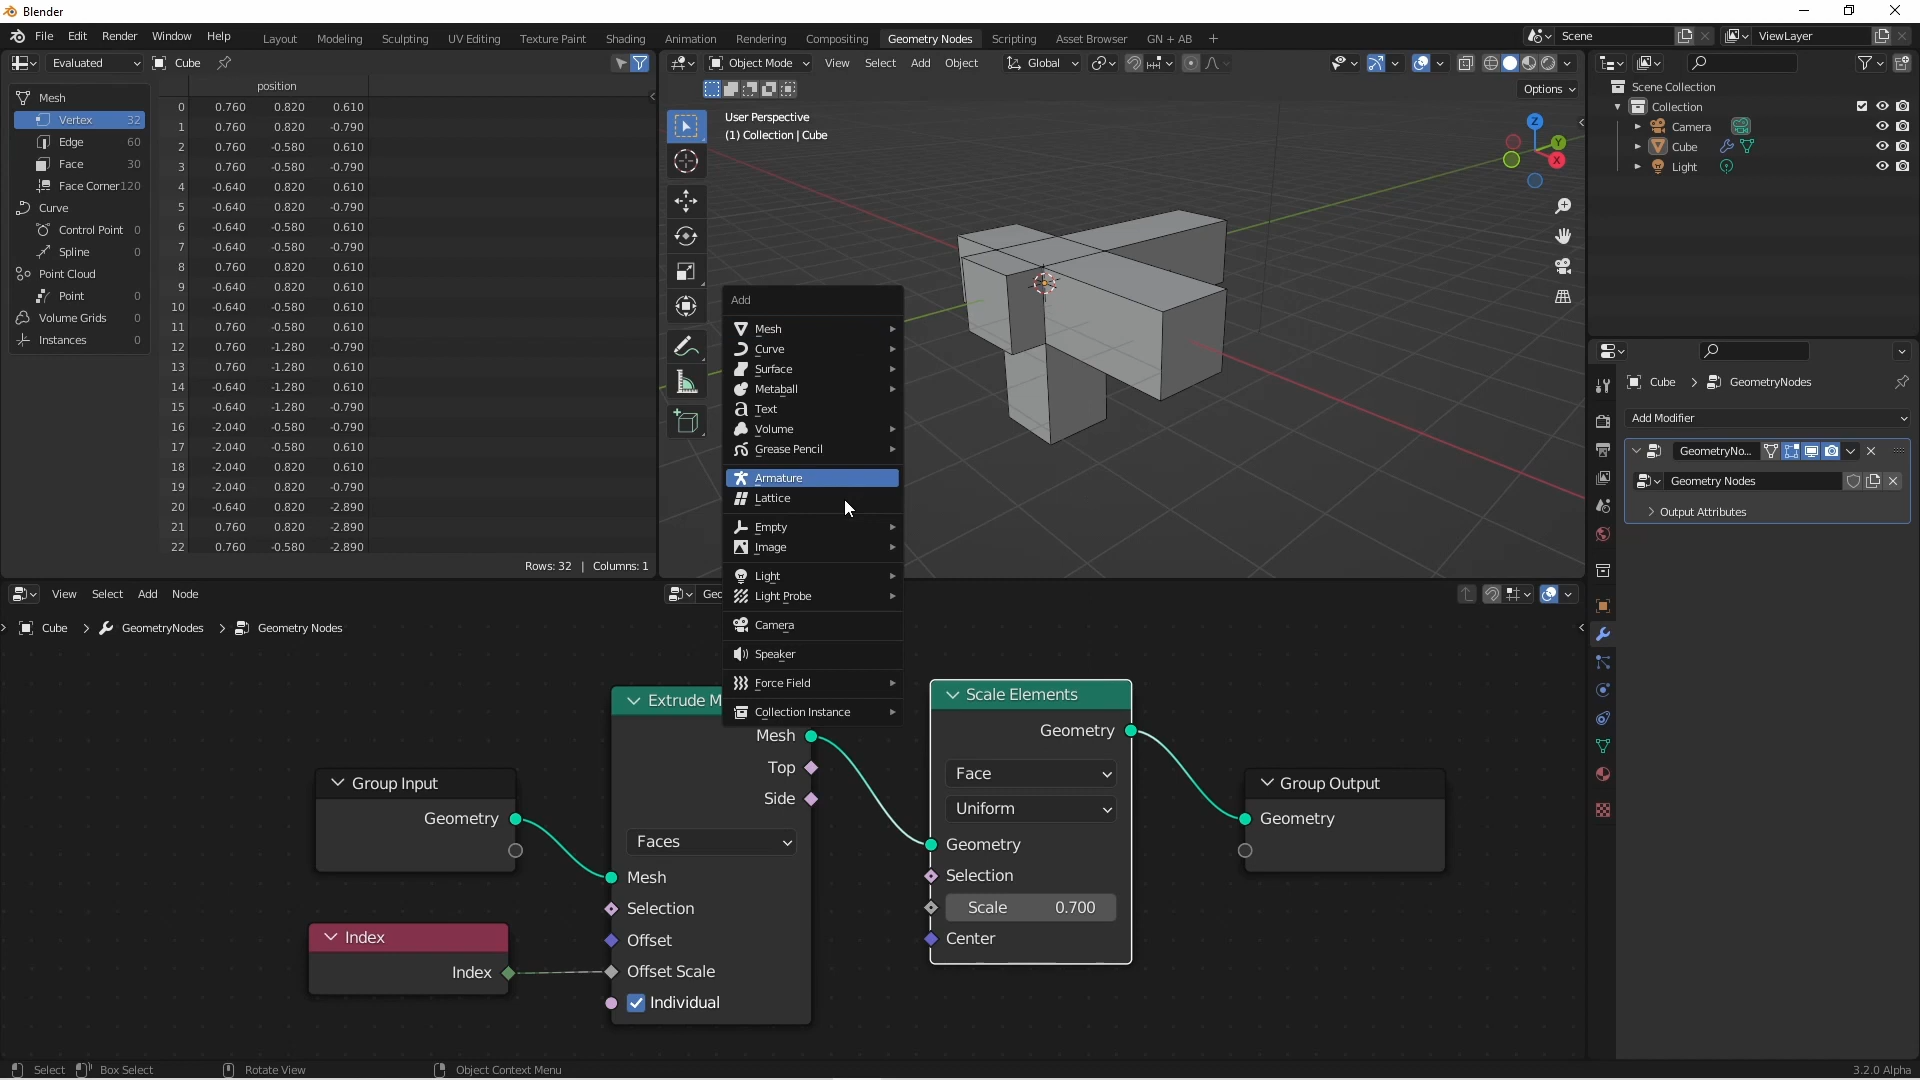 Blender
File Edit Render Window Help
Layout Modeling Sculpting UV Editing Texture Paint Shading Animation Rendering Compositing Geometry Nodes Scripting Asset Browser GN + AB +
Scene
ViewLayer
Evaluated
Cube
Mesh
Vertex 32
Edge 60
Face 30
Face Corner 120
Curve
Control Point 0
Spline 0
Point Cloud
Point 0
Volume Grids 0
Instances 0
position
0 0.760 0.820 0.610
1 0.760 0.820 -0.790
2 0.760 -0.580 0.610
3 0.760 -0.580 -0.790
4 -0.640 0.820 0.610
5 -0.640 0.820 -0.790
6 -0.640 -0.580 0.610
7 -0.640 -0.580 -0.790
8 0.760 0.820 0.610
9 -0.640 0.820 0.610
10 -0.640 -0.580 0.610
11 0.760 -0.580 0.610
12 0.760 -1.280 -0.790
13 0.760 -1.280 0.610
14 -0.640 -1.280 0.610
15 -0.640 -1.280 -0.790
16 -2.040 -0.580 -0.790
17 -2.040 -0.580 0.610
18 -2.040 0.820 0.610
19 -2.040 0.820 -0.790
20 -0.640 0.820 -2.890
21 0.760 0.820 -2.890
22 0.760 -0.580 -2.890
Rows: 32 | Columns: 1
Object Mode View Select Add Object
Global
Options
User Perspective
(1) Collection | Cube
Z
Y
X
Add
Mesh
Curve
Surface
Metaball
Text
Volume
Grease Pencil
Armature
Lattice
Empty
Image
Light
Light Probe
Camera
Speaker
Force Field
Collection Instance
Scene Collection
Collection
Camera
Cube
Light
Cube > GeometryNodes
Add Modifier
GeometryNo...
Geometry Nodes
Output Attributes
View Select Add Node
Geo
Cube > GeometryNodes > Geometry Nodes
Group Input
Geometry
Index
Index
Extrude M
Mesh
Top
Side
Faces
Mesh
Selection
Offset
Offset Scale
Individual
Scale Elements
Geometry
Face
Uniform
Geometry
Selection
Scale 0.700
Center
Group Output
Geometry
Select
Box Select
Rotate View
Object Context Menu
3.2.0 Alpha